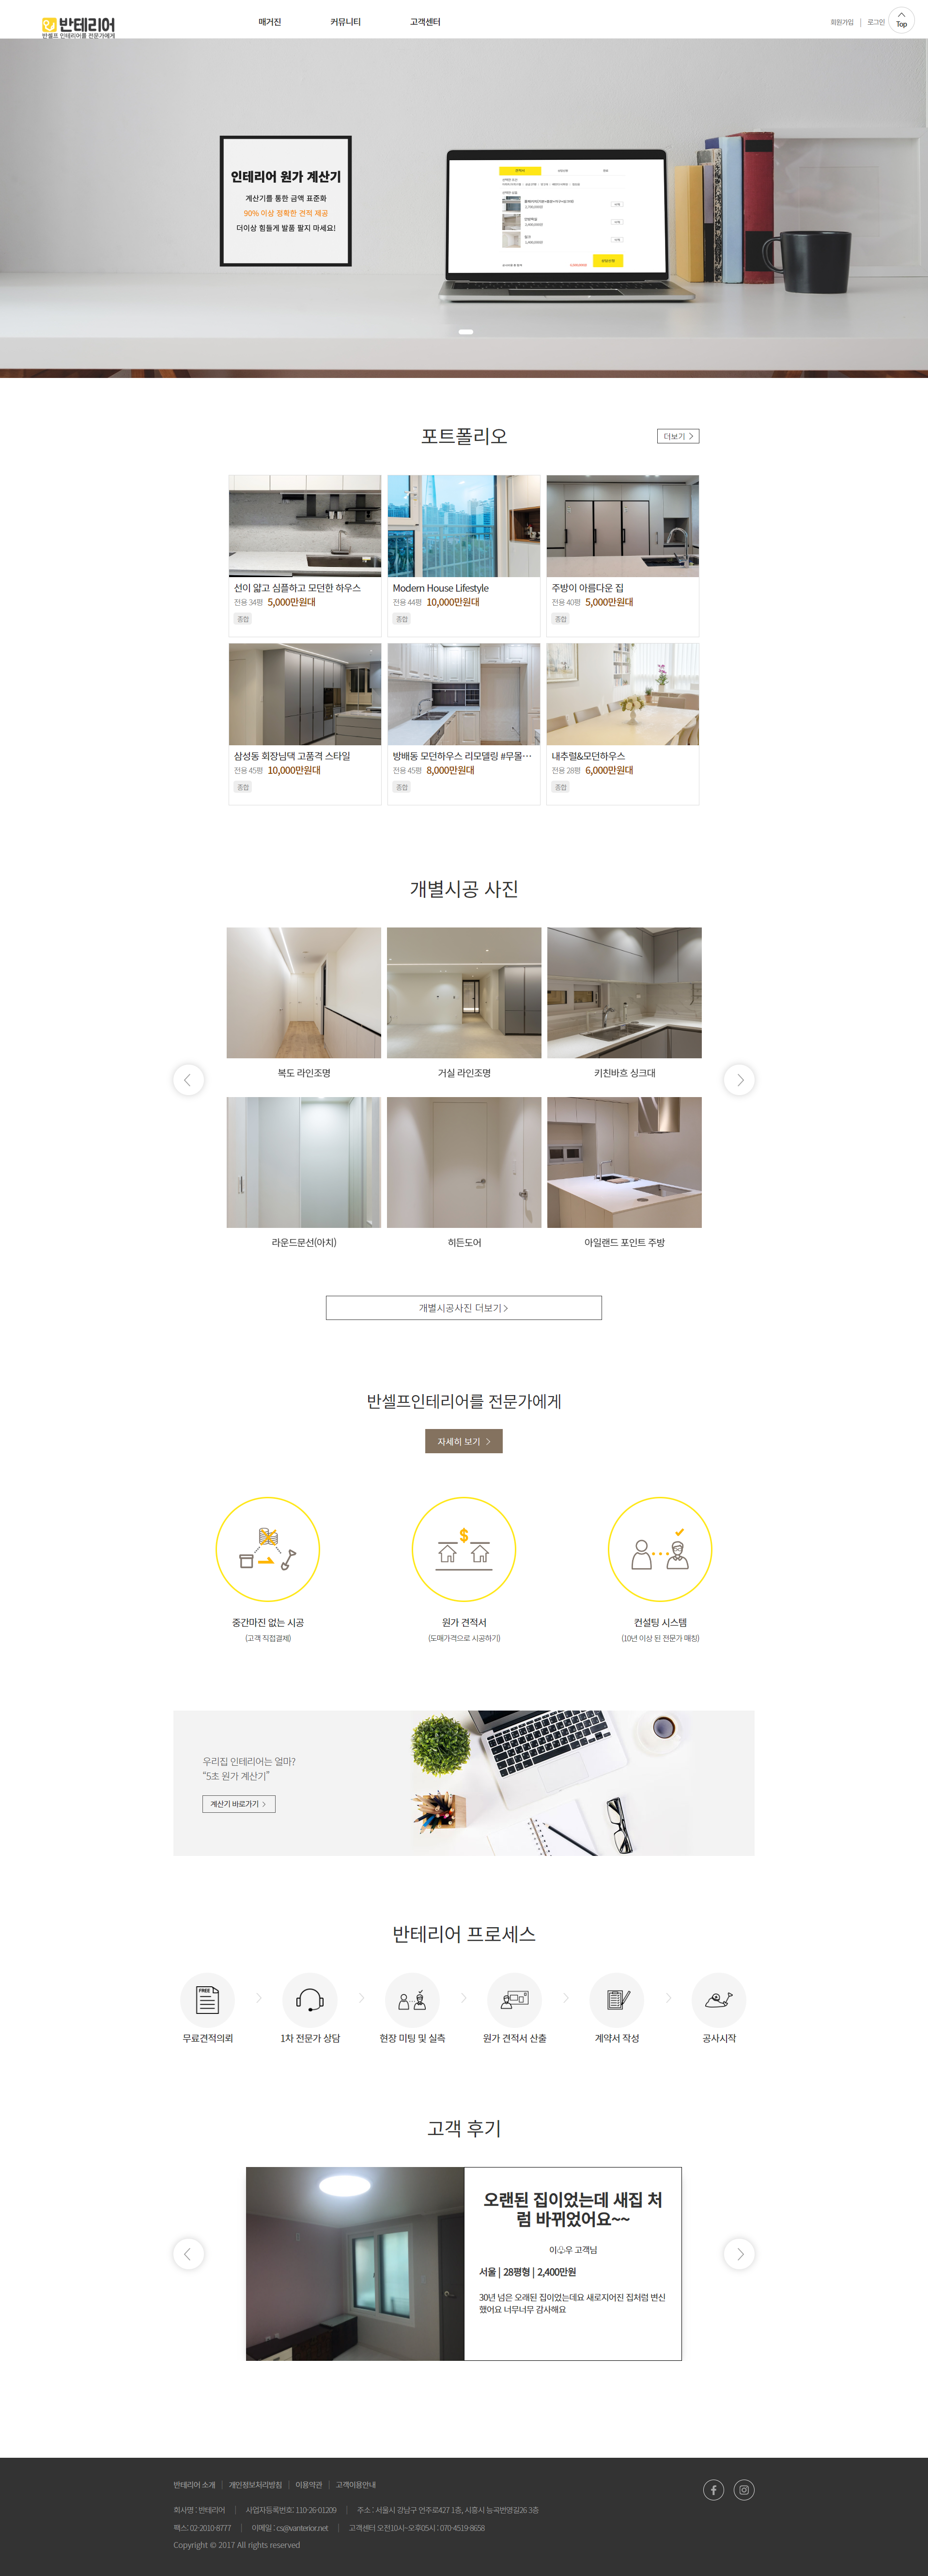 반테리어
반셀프 인테리어를 전문가에게
매거진
커뮤니티
고객센터
회원가입 | 로그인
Top
인테리어 원가 계산기
계산기를 통한 금액 표준화
90% 이상 정확한 견적 제공
더이상 힘들게 발품 팔지 마세요!
포트폴리오
더보기
선이 얇고 심플하고 모던한 하우스
전용 34평 5,000만원대
종합
Modern House Lifestyle
전용 44평 10,000만원대
종합
주방이 아름다운 집
전용 40평 5,000만원대
종합
삼성동 회장님댁 고품격 스타일
전용 45평 10,000만원대
종합
방배동 모던하우스 리모델링 #무몰…
전용 45평 8,000만원대
종합
내추럴&모던하우스
전용 28평 6,000만원대
종합
개별시공 사진
복도 라인조명
거실 라인조명
키친바흐 싱크대
라운드문선(아치)
히든도어
아일랜드 포인트 주방
개별시공사진 더보기
반셀프인테리어를 전문가에게
자세히 보기
중간마진 없는 시공
(고객 직접결제)
원가 견적서
(도매가격으로 시공하기)
컨설팅 시스템
(10년 이상 된 전문가 매칭)
우리집 인테리어는 얼마?
"5초 원가 계산기"
계산기 바로가기
반테리어 프로세스
FREE
무료견적의뢰
1차 전문가 상담
현장 미팅 및 실측
원가 견적서 산출
계약서 작성
공사시작
고객 후기
오랜된 집이었는데 새집 처
럼 바뀌었어요~~
이♤우 고객님
서울 | 28평형 | 2,400만원
30년 넘은 오래된 집이었는데요 새로지어진 집처럼 변신
했어요 너무너무 감사해요
반테리어 소개 | 개인정보처리방침 | 이용약관 | 고객이용안내
회사명 : 반테리어 | 사업자등록번호: 110-26-01209 | 주소 : 서울시 강남구 언주로427 1층, 시흥시 능곡번영길26 3층
팩스: 02-2010-8777 | 이메일 : cs@vanterior.net | 고객센터 오전10시~오후05시 : 070-4519-8658
Copyright © 2017 All rights reserved